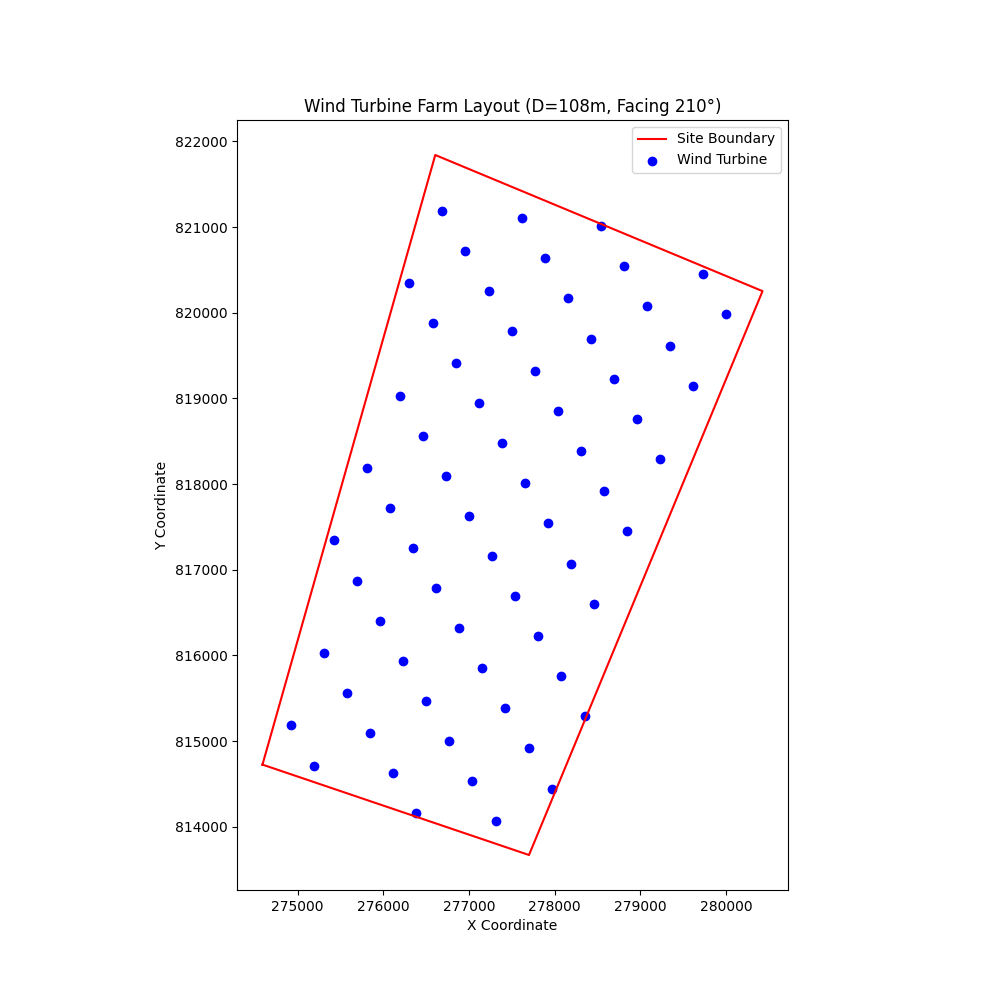 Wind Turbine Farm Layout (D=108m, Facing 210°)
Site Boundary
Wind Turbine
822000
821000
820000
819000
818000
817000
816000
815000
814000
Y Coordinate
275000 276000 277000 278000 279000 280000
X Coordinate